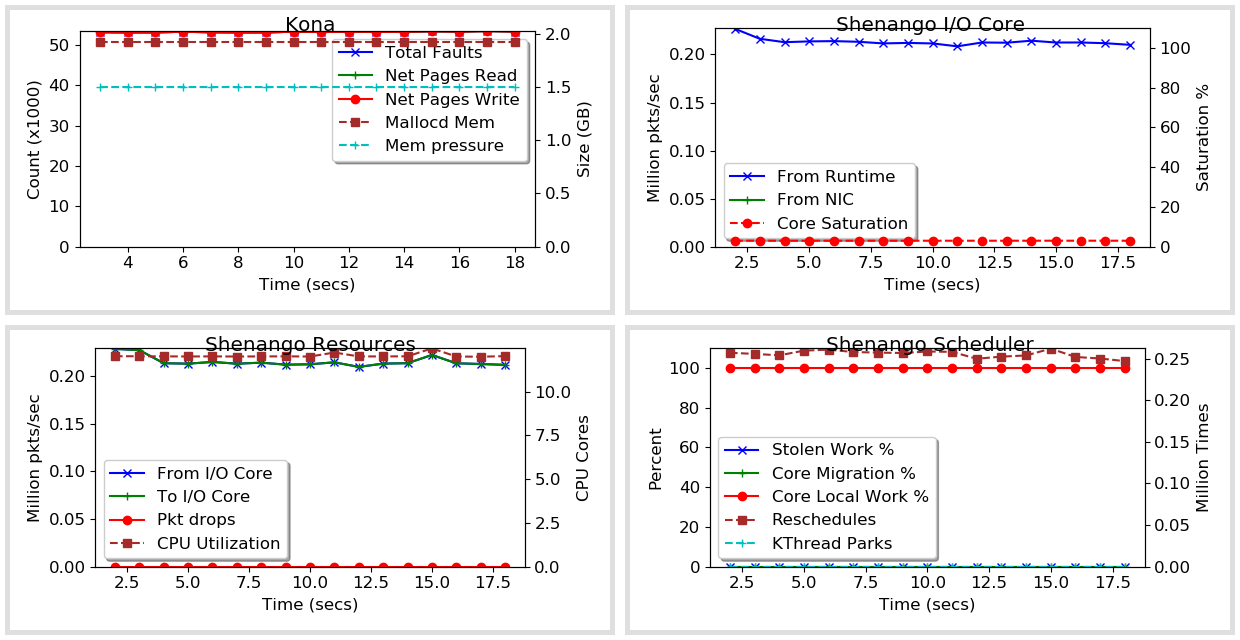 Kona
50
40
30
20
10
0
Count (x1000)
2.0
1.5
1.0
0.5
0.0
Size (GB)
Total Faults
Net Pages Read
Net Pages Write
Mallocd Mem
Mem pressure
4 6 8 10 12 14 16 18
Time (secs)
Shenango I/O Core
0.20
0.15
0.10
0.05
0.00
Million pkts/sec
100
80
60
40
20
0
Saturation %
From Runtime
From NIC
Core Saturation
2.5 5.0 7.5 10.0 12.5 15.0 17.5
Time (secs)
Shenango Resources
0.20
0.15
0.10
0.05
0.00
Million pkts/sec
10.0
7.5
5.0
2.5
0.0
CPU Cores
From I/O Core
To I/O Core
Pkt drops
CPU Utilization
2.5 5.0 7.5 10.0 12.5 15.0 17.5
Time (secs)
Shenango Scheduler
100
80
60
40
20
0
Percent
0.25
0.20
0.15
0.10
0.05
0.00
Million Times
Stolen Work %
Core Migration %
Core Local Work %
Reschedules
KThread Parks
2.5 5.0 7.5 10.0 12.5 15.0 17.5
Time (secs)